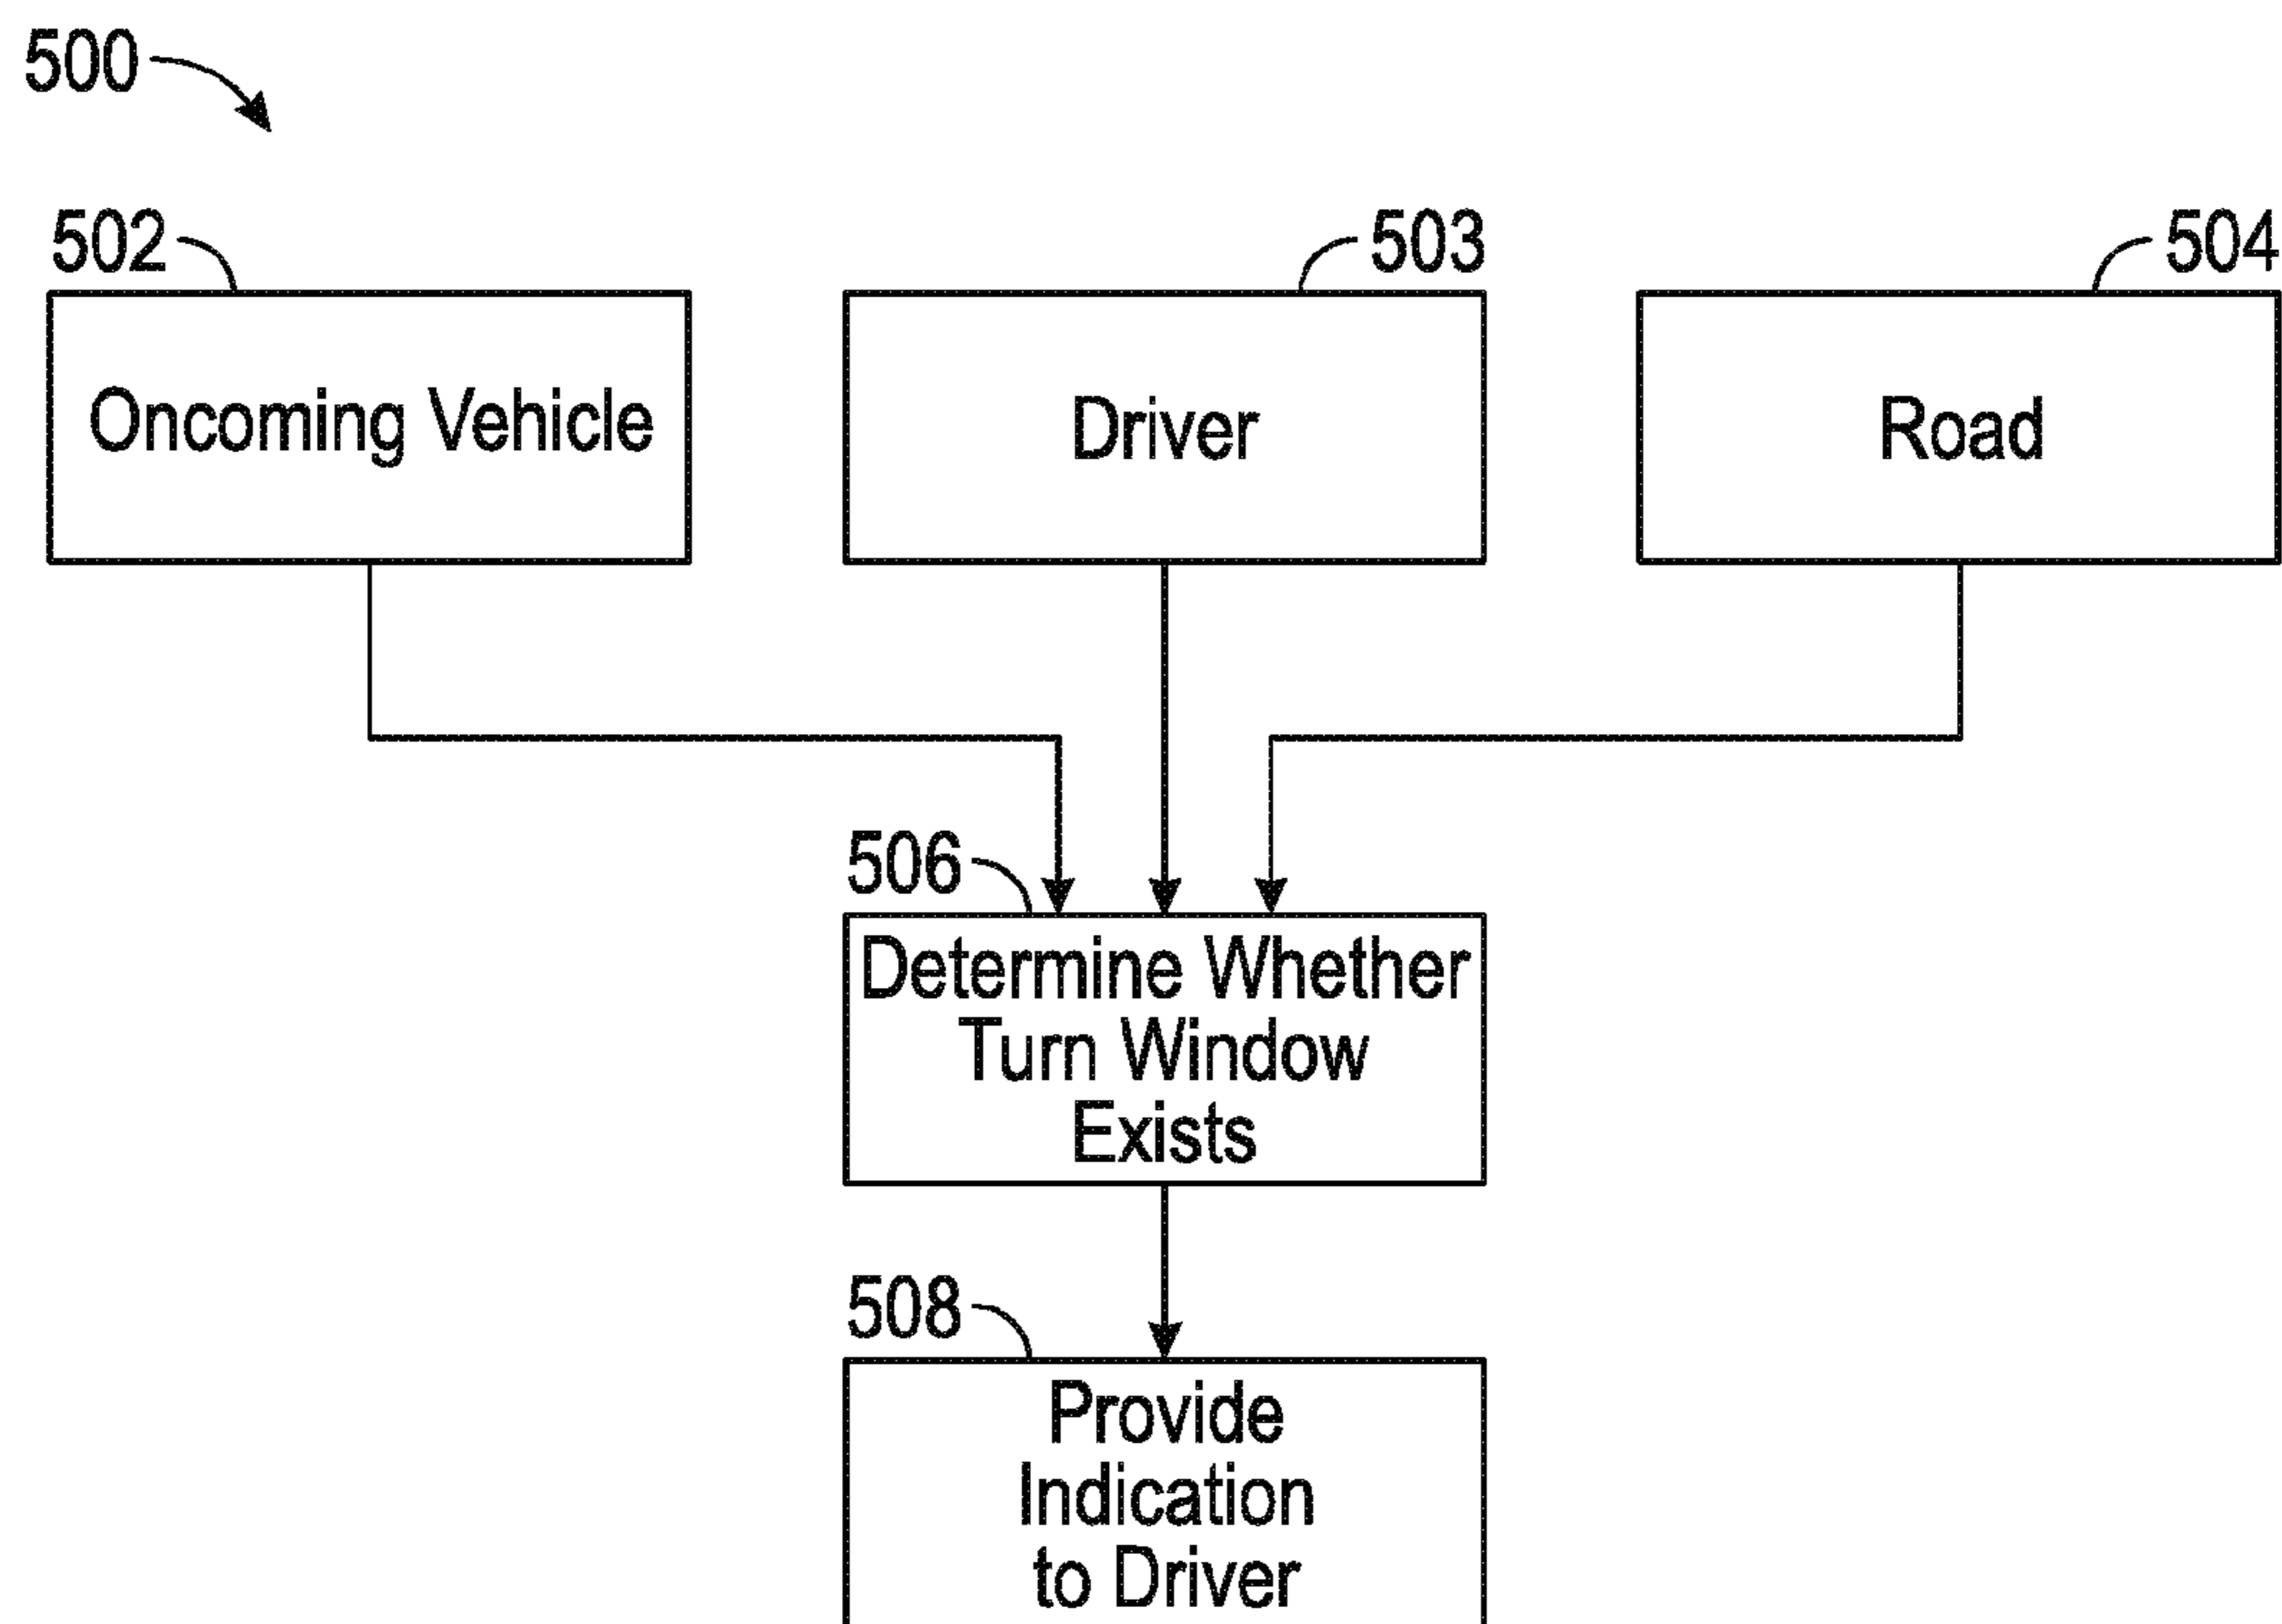 500
502
503
504
Oncoming Vehicle
Driver
Road
506
Determine Whether
Turn Window
Exists
508
Provide
Indication
to Driver